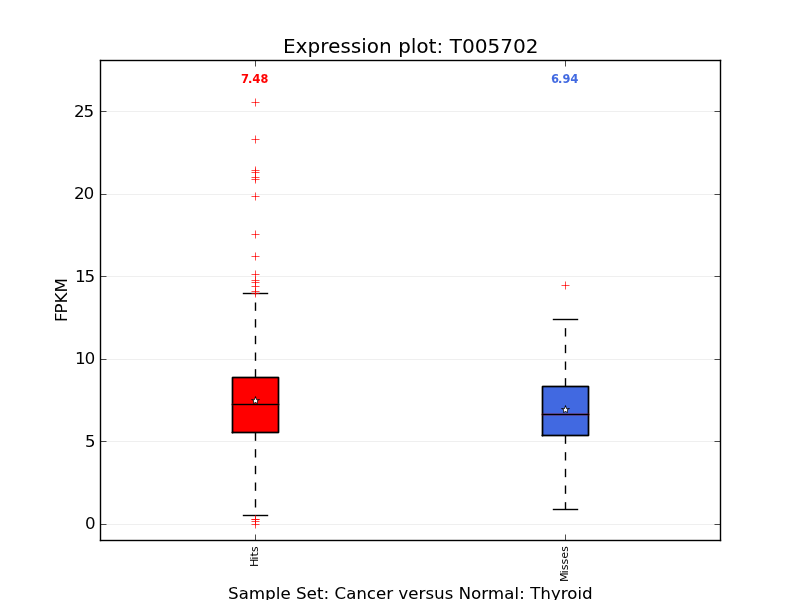 Expression plot: T005702
7.48
6.94
25
20
15
10
5
0
FPKM
Hits
Misses
Sample Set: Cancer versus Normal: Thyroid